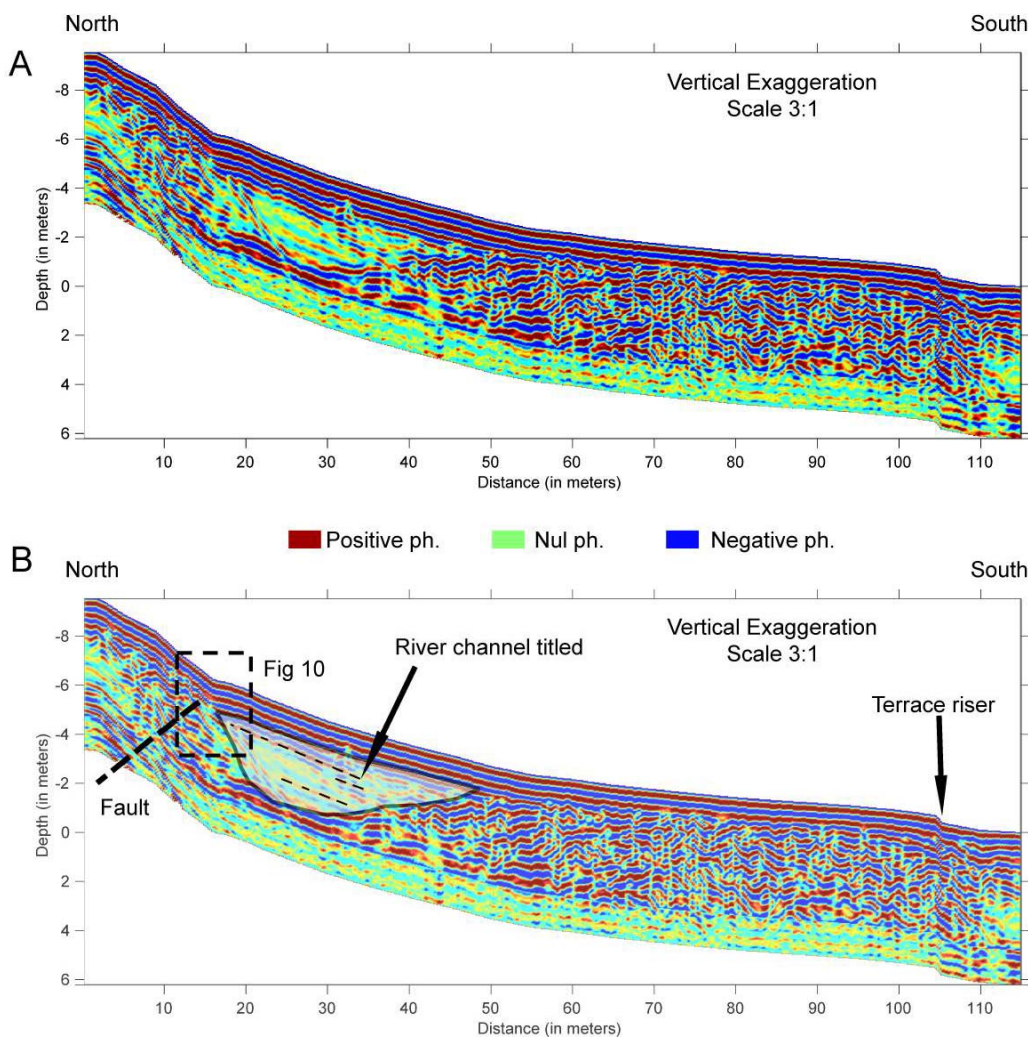 North
South
A
Vertical Exaggeration
Scale 3:1
Depth (in meters)
-8
-6
-4
-2
0
2
4
6
10 20 30 40 50 60 70 80 90 100 110
Distance (in meters)
Positive ph. Nul ph. Negative ph.
B
North
South
Vertical Exaggeration
Scale 3:1
River channel titled
Fig 10
Terrace riser
Fault
Depth (in meters)
-8
-6
-4
-2
0
2
4
6
10 20 30 40 50 60 70 80 90 100 110
Distance (in meters)